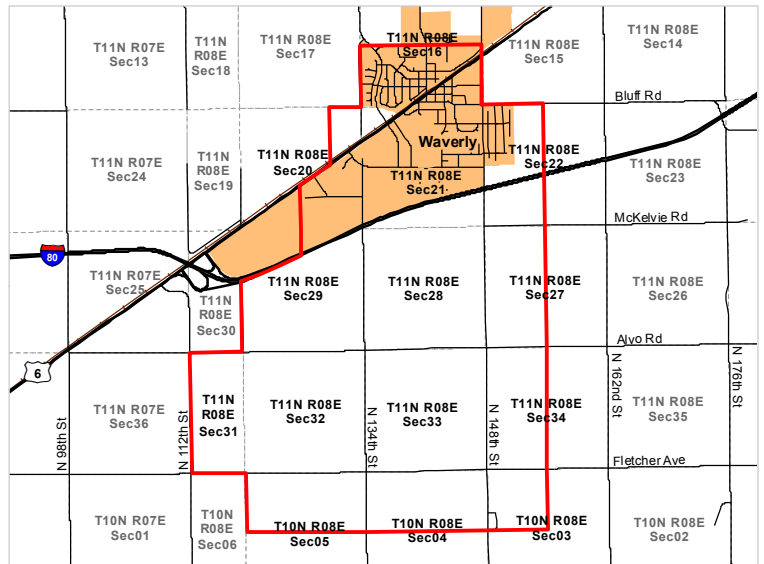 T11N R07E
Sec13
T11N
R08E
Sec18
T11N R08E
Sec17
T11N R08E
Sec16
T11N R08E
Sec15
T11N R08E
Sec14
Bluff Rd
Waverly
T11N R07E
Sec24
T11N
R08E
Sec19
T11N R08E
Sec20
T11N R08E
Sec21
T11N R08E
Sec22
T11N R08E
Sec23
McKelvie Rd
80
T11N R07E
Sec25
T11N
R08E
Sec30
T11N R08E
Sec29
T11N R08E
Sec28
T11N R08E
Sec27
T11N R08E
Sec26
Alvo Rd
6
N 98th St
N 112th St
N 134th St
N 148th St
N 162nd St
N 176th St
T11N R07E
Sec36
T11N
R08E
Sec31
T11N R08E
Sec32
T11N R08E
Sec33
T11N R08E
Sec34
T11N R08E
Sec35
Fletcher Ave
T10N R07E
Sec01
T10N
R08E
Sec06
T10N R08E
Sec05
T10N R08E
Sec04
T10N R08E
Sec03
T10N R08E
Sec02